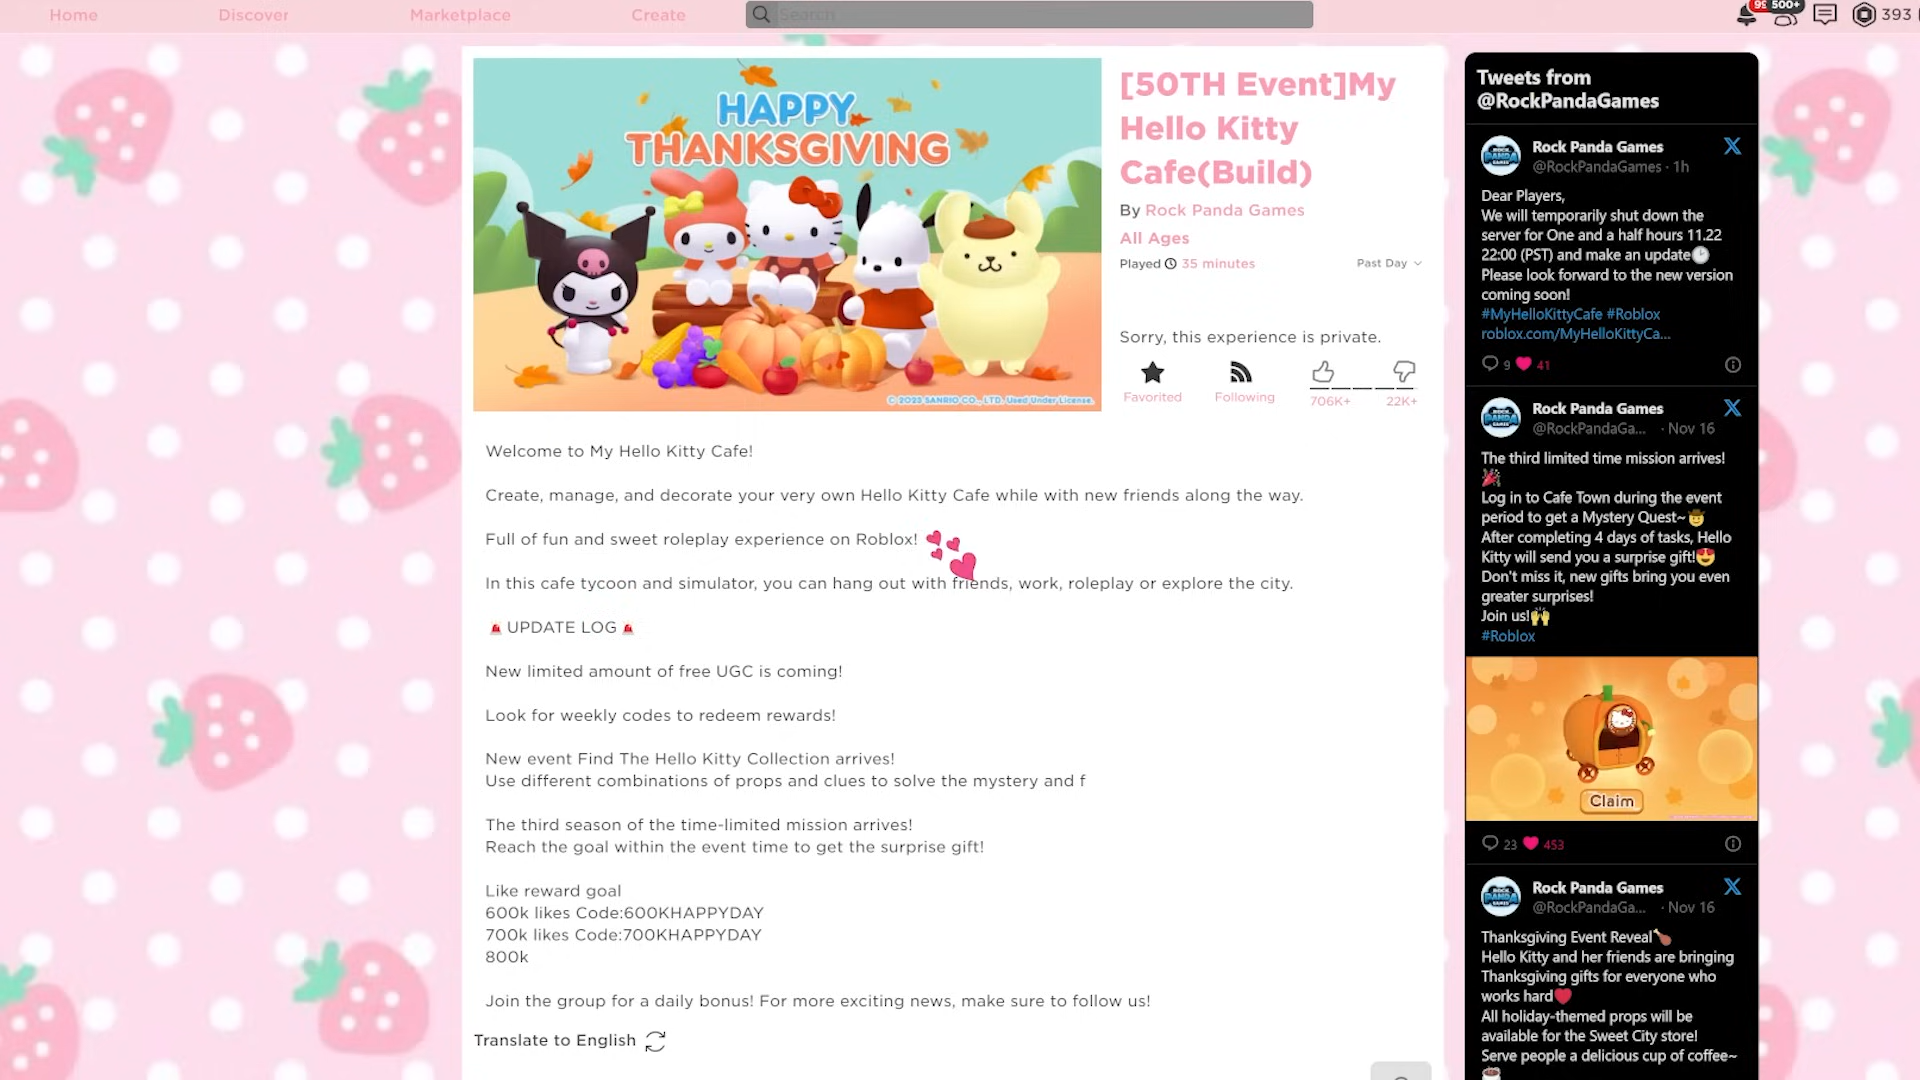 Home
Discover
Marketplace
Create
Search
99
500+
393
HAPPY
THANKSGIVING
© 2023 SANRIO CO., LTD. Used Under License.
[50TH Event]My
Hello Kitty
Cafe(Build)
By Rock Panda Games
All Ages
Played 35 minutes
Past Day
Sorry, this experience is private.
Favorited
Following
706K+
22K+
Welcome to My Hello Kitty Cafe!
Create, manage, and decorate your very own Hello Kitty Cafe while with new friends along the way.
Full of fun and sweet roleplay experience on Roblox!
In this cafe tycoon and simulator, you can hang out with friends, work, roleplay or explore the city.
🚨UPDATE LOG🚨
New limited amount of free UGC is coming!
Look for weekly codes to redeem rewards!
New event Find The Hello Kitty Collection arrives!
Use different combinations of props and clues to solve the mystery and f
The third season of the time-limited mission arrives!
Reach the goal within the event time to get the surprise gift!
Like reward goal
600k likes Code:600KHAPPYDAY
700k likes Code:700KHAPPYDAY
800k
Join the group for a daily bonus! For more exciting news, make sure to follow us!
Translate to English
Tweets from
@RockPandaGames
Rock Panda Games
@RockPandaGames · 1h
Dear Players,
We will temporarily shut down the
server for One and a half hours 11.22
22:00 (PST) and make an update🕒
Please look forward to the new version
coming soon!
#MyHelloKittyCafe #Roblox
roblox.com/MyHelloKittyCa...
9
41
Rock Panda Games
@RockPandaGa... · Nov 16
The third limited time mission arrives!
🎉
Log in to Cafe Town during the event
period to get a Mystery Quest~🤠
After completing 4 days of tasks, Hello
Kitty will send you a surprise gift!😍
Don't miss it, new gifts bring you even
greater surprises!
Join us!🙌
#Roblox
Claim
23
453
Rock Panda Games
@RockPandaGa... · Nov 16
Thanksgiving Event Reveal🍗
Hello Kitty and her friends are bringing
Thanksgiving gifts for everyone who
works hard❤️
All holiday-themed props will be
available for the Sweet City store!
Serve people a delicious cup of coffee~
☕